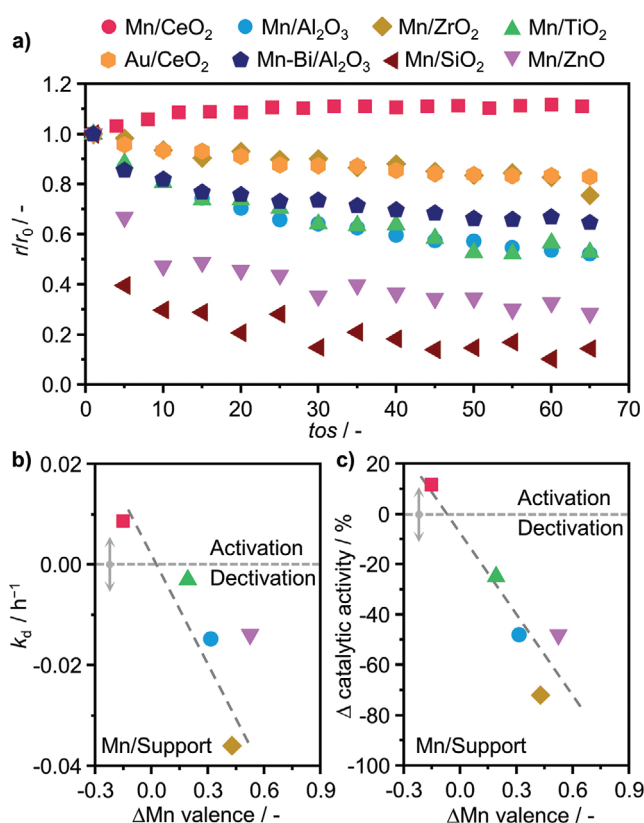 a)
Mn/CeO₂ Mn/Al₂O₃ Mn/ZrO₂ Mn/TiO₂
Au/CeO₂ Mn-Bi/Al₂O₃ Mn/SiO₂ Mn/ZnO
1.2
1.0
0.8
0.6
0.4
0.2
0.0
r/r₀ / -
0 10 20 30 40 50 60 70
tos / -
b)
0.02
0.00
-0.02
-0.04
k_d / h⁻¹
Activation
Dectivation
Mn/Support
-0.3 0.0 0.3 0.6 0.9
ΔMn valence / -
c)
20
0
-20
-40
-60
-80
-100
Δ catalytic activity / %
Activation
Dectivation
Mn/Support
-0.3 0.0 0.3 0.6 0.9
ΔMn valence / -